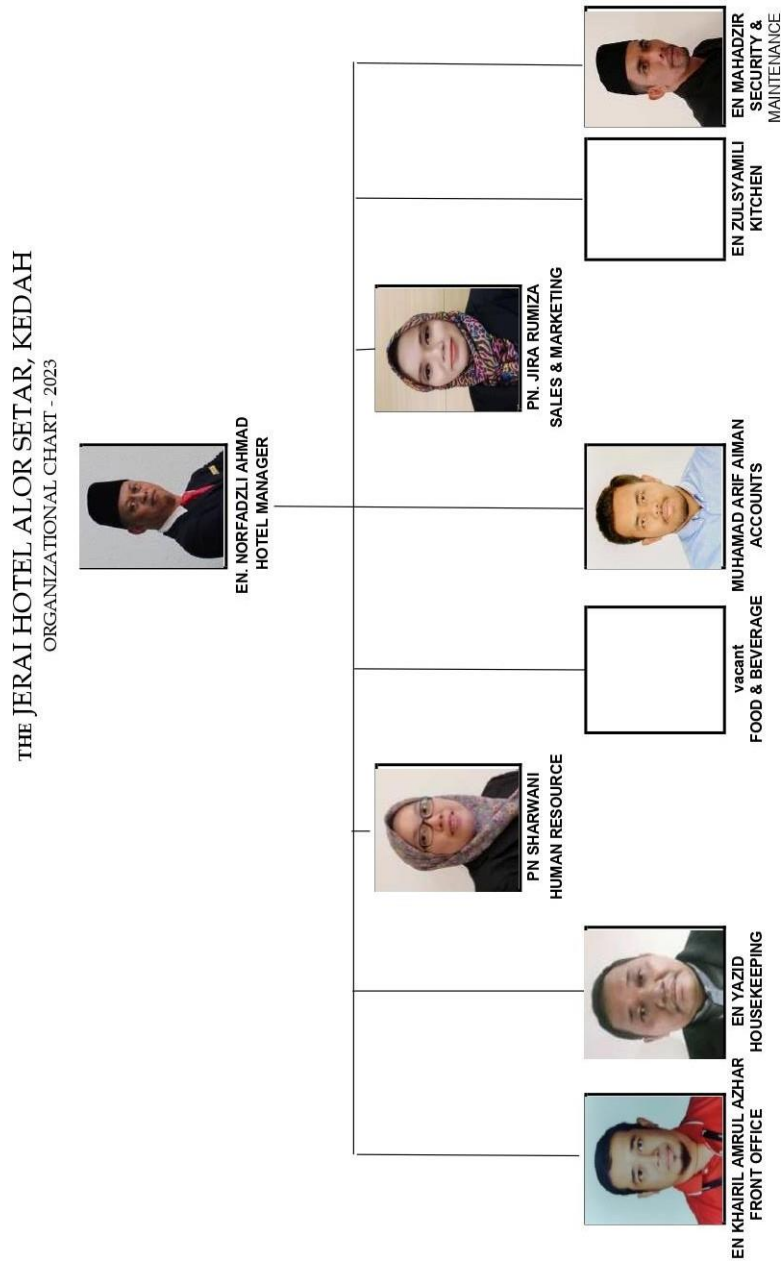 THE JERAI HOTEL ALOR SETAR, KEDAH
ORGANIZATIONAL CHART - 2023
EN. NORFADZLI AHMAD
HOTEL MANAGER
PN SHARWANI
HUMAN RESOURCE
PN. JIRA RUMIZA
SALES & MARKETING
EN KHAIRIL AMRUL AZHAR
FRONT OFFICE
EN YAZID
HOUSEKEEPING
vacant
FOOD & BEVERAGE
MUHAMAD ARIF AIMAN
ACCOUNTS
EN ZULSYAMILI
KITCHEN
EN MAHADZIR
SECURITY &
MAINTENANCE